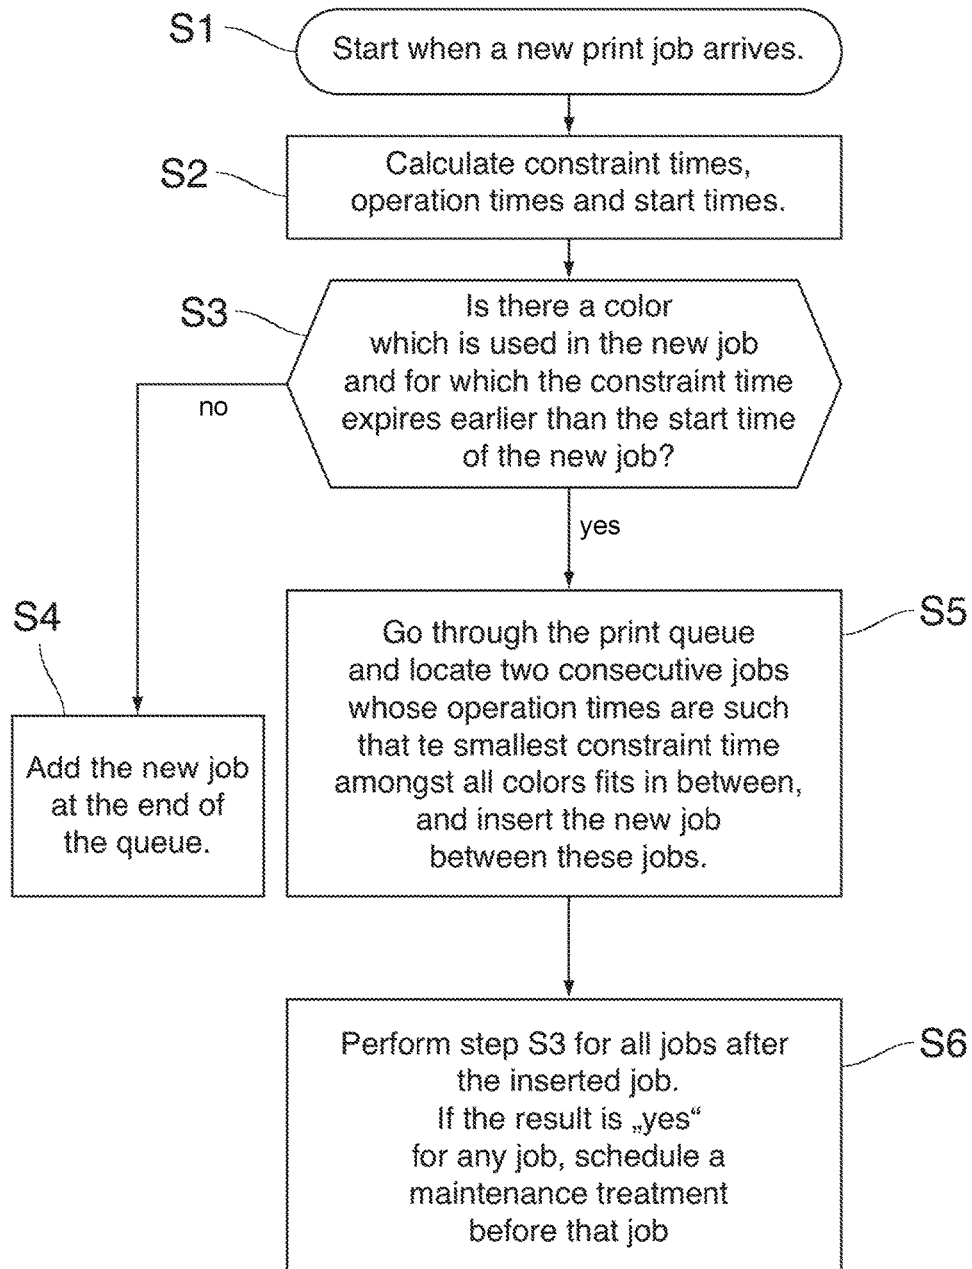 S1
Start when a new print job arrives.
S2
Calculate constraint times,
operation times and start times.
S3
Is there a color
which is used in the new job
and for which the constraint time
expires earlier than the start time
of the new job?
no
yes
S4
Add the new job
at the end of
the queue.
S5
Go through the print queue
and locate two consecutive jobs
whose operation times are such
that te smallest constraint time
amongst all colors fits in between,
and insert the new job
between these jobs.
S6
Perform step S3 for all jobs after
the inserted job.
If the result is „yes“
for any job, schedule a
maintenance treatment
before that job